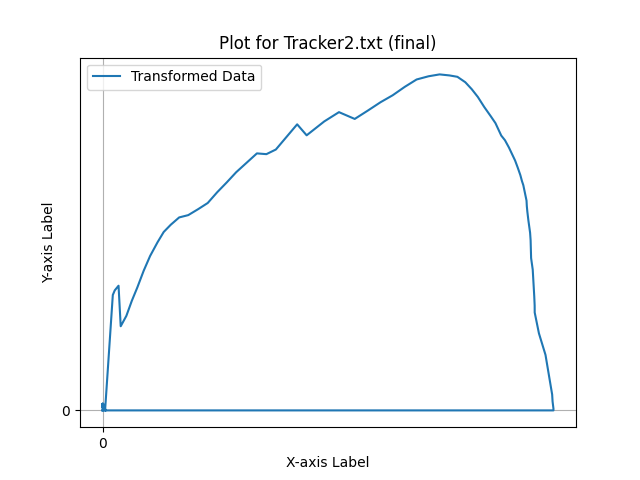 Plot for Tracker2.txt (final)
Transformed Data
Y-axis Label
0
0
X-axis Label